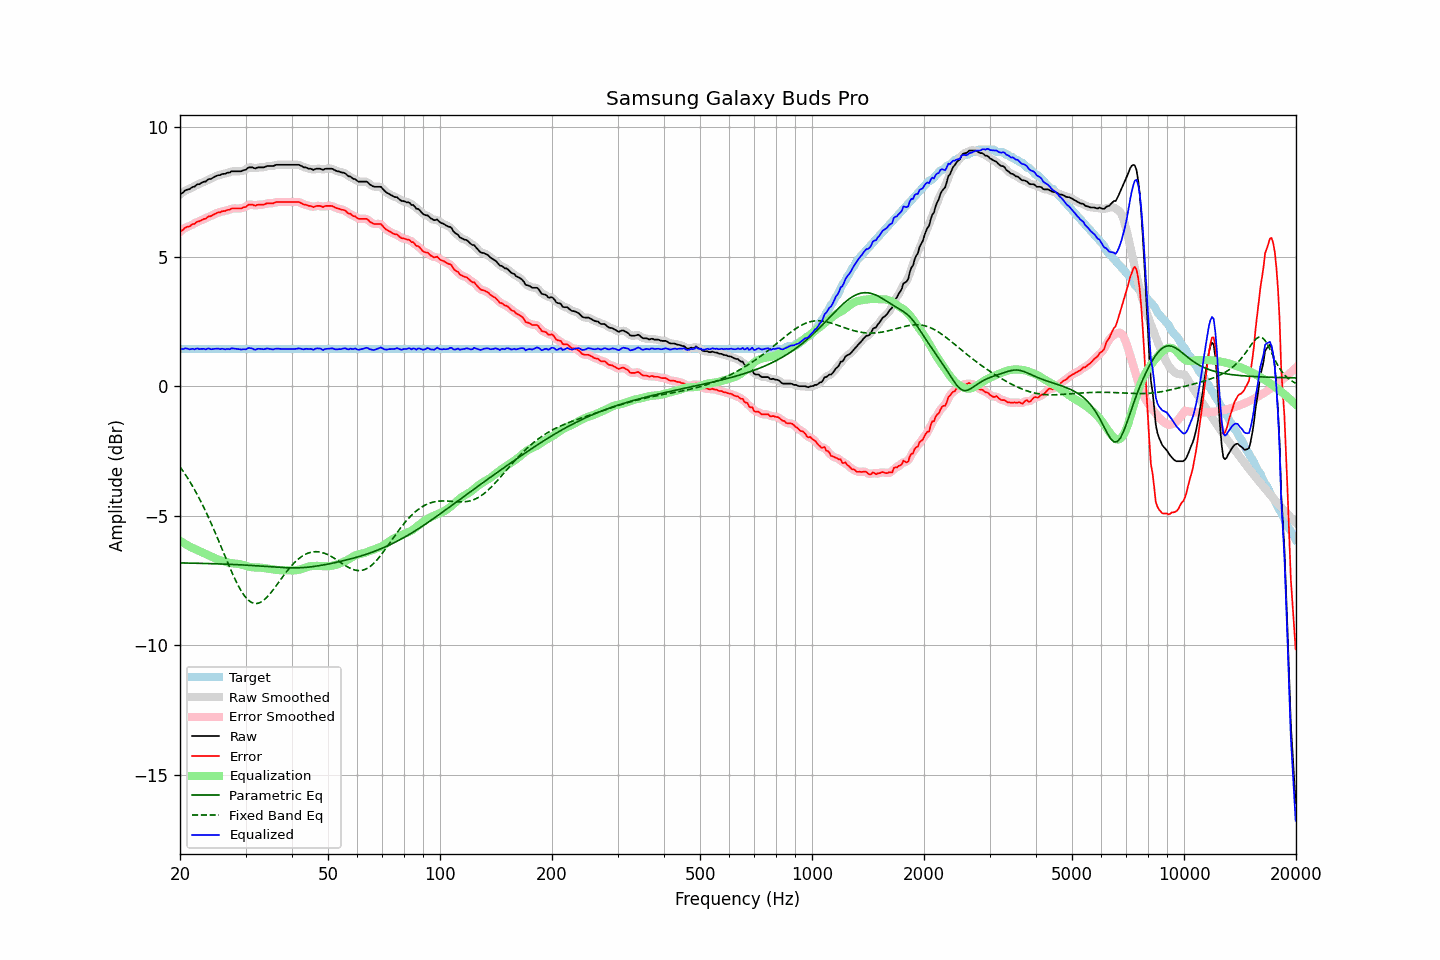 Samsung Galaxy Buds Pro
Amplitude (dBr)
10
5
0
−5
−10
−15
Target
Raw Smoothed
Error Smoothed
Raw
Error
Equalization
Parametric Eq
Fixed Band Eq
Equalized
20 50 100 200 500 1000 2000 5000 10000 20000
Frequency (Hz)